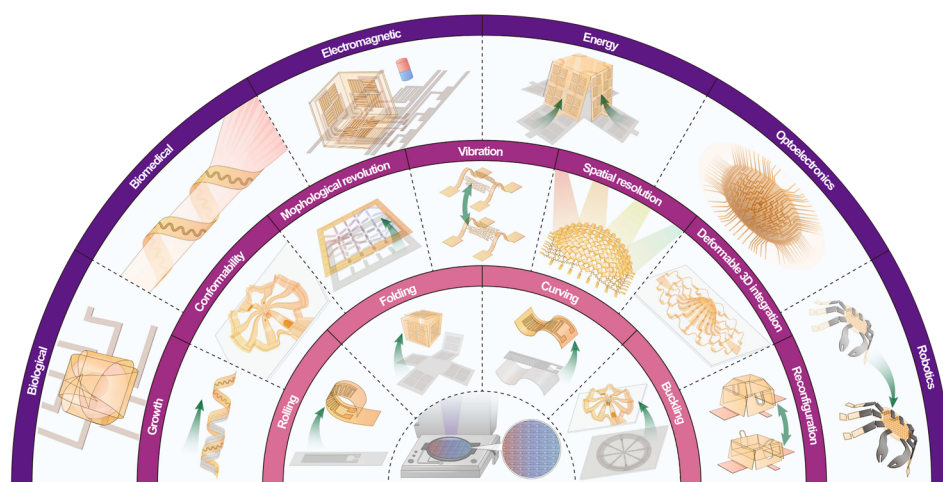 Electromagnetic
Energy
Biomedical
Optoelectronics
Biological
Robotics
Mophological revolution
Vibration
Spatial resolution
Conformability
Deformable 3D integration
Growth
Reconfiguration
Folding
Curving
Rolling
Buckling